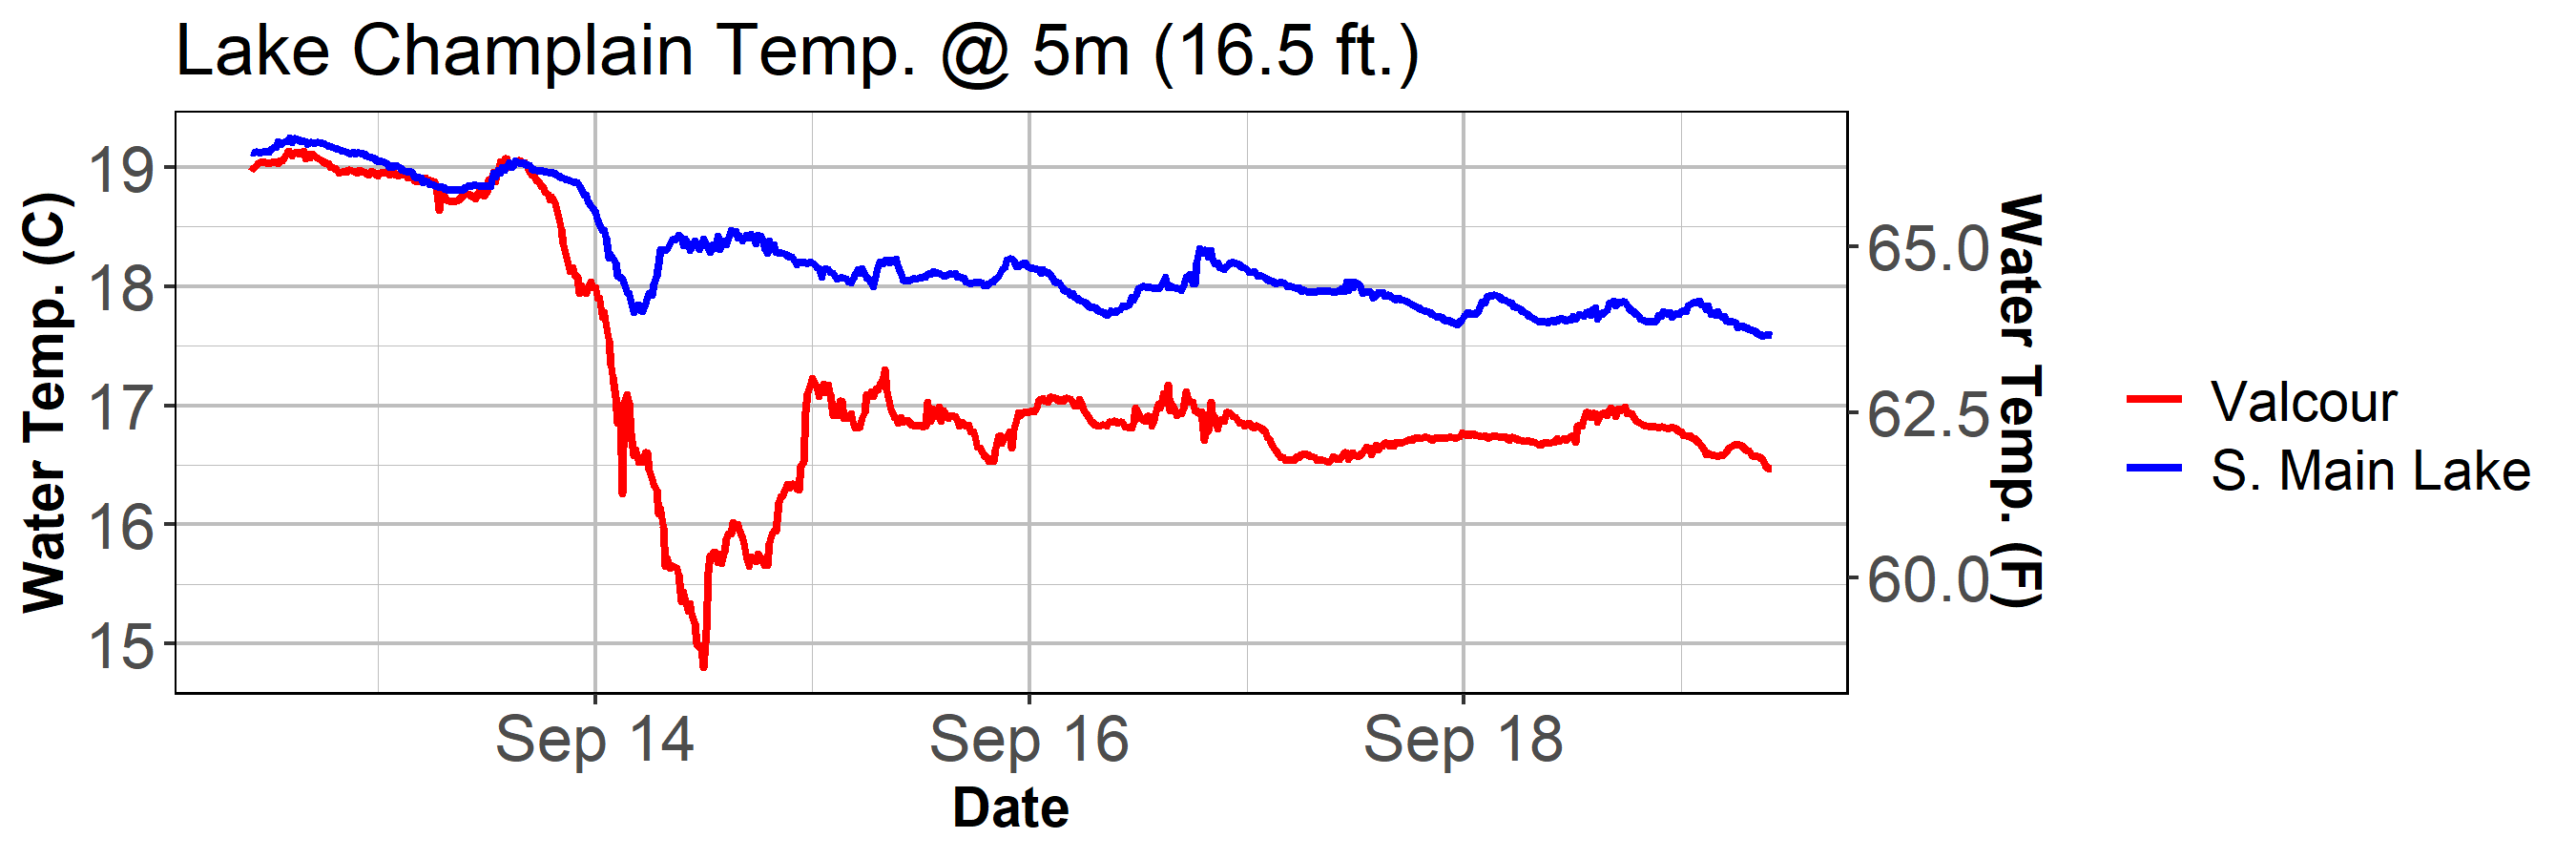 Lake Champlain Temp. @ 5m (16.5 ft.)
Water Temp. (C)
19
18
17
16
15
65.0
62.5
60.0
Water Temp. (F)
Valcour
S. Main Lake
Sep 14
Sep 16
Sep 18
Date